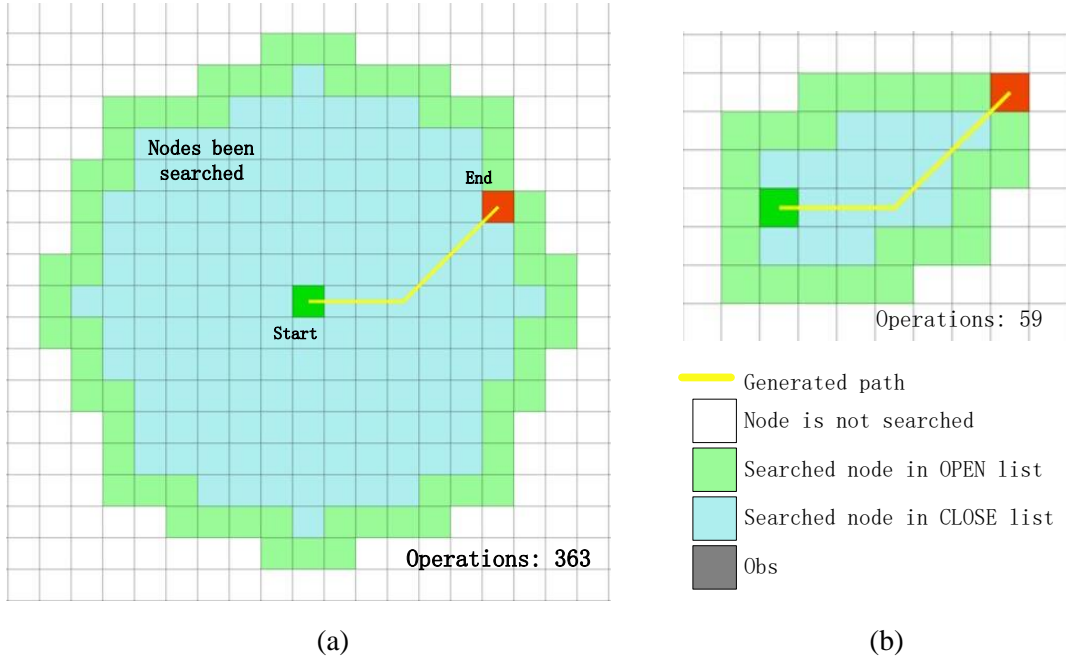 Nodes been
searched
End
Start
Operations: 363
(a)
Operations: 59
Generated path
Node is not searched
Searched node in OPEN list
Searched node in CLOSE list
Obs
(b)